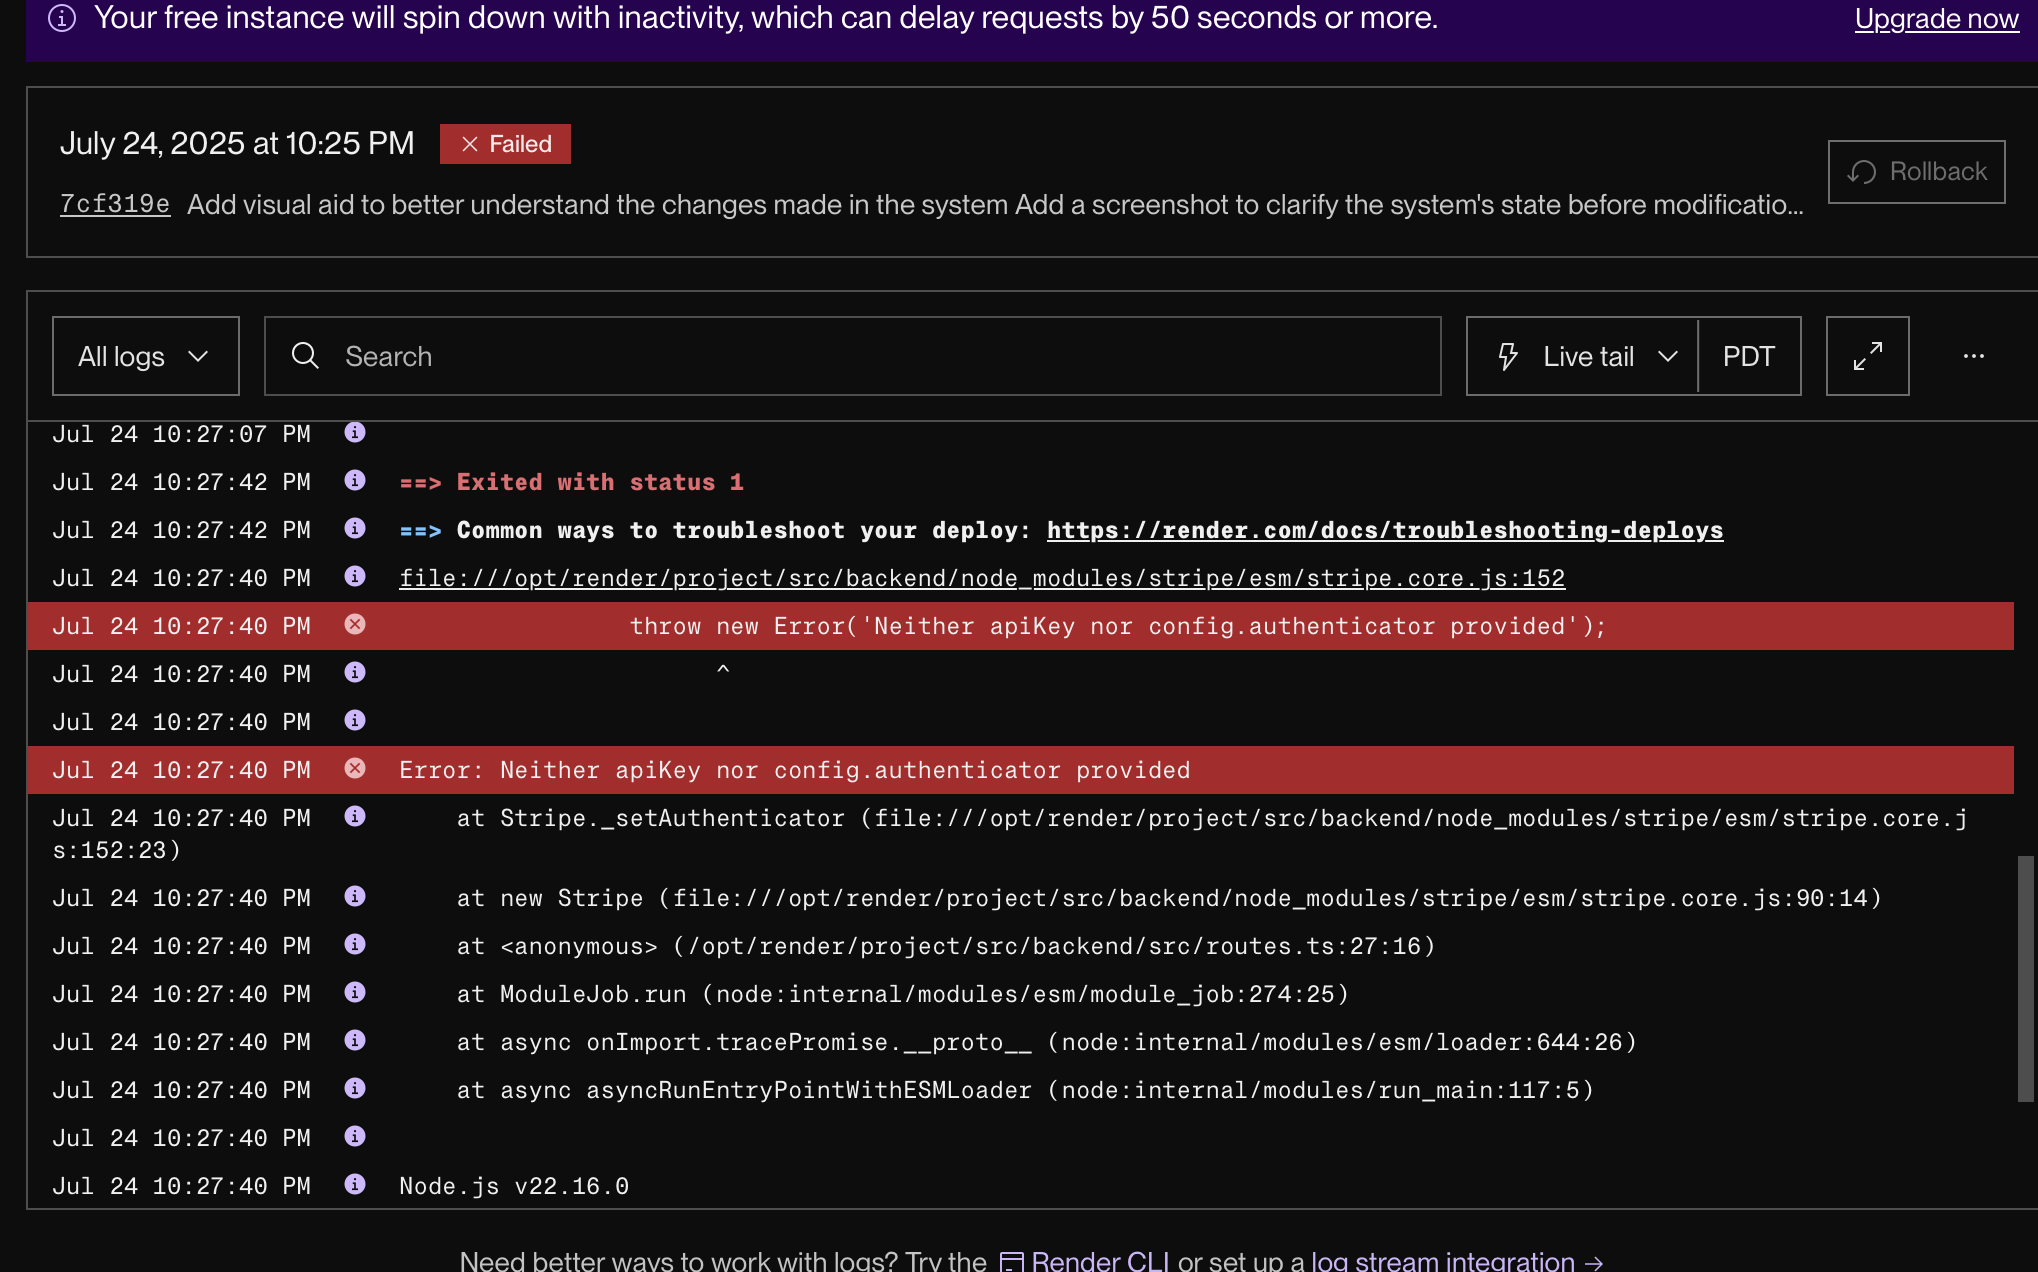 Your free instance will spin down with inactivity, which can delay requests by 50 seconds or more.
Upgrade now
July 24, 2025 at 10:25 PM
Failed
Rollback
7cf319e Add visual aid to better understand the changes made in the system Add a screenshot to clarify the system's state before modificatio...
All logs
Search
Live tail
PDT
Jul 24 10:27:07 PM
Jul 24 10:27:42 PM ==> Exited with status 1
Jul 24 10:27:42 PM ==> Common ways to troubleshoot your deploy: https://render.com/docs/troubleshooting-deploys
Jul 24 10:27:40 PM file:///opt/render/project/src/backend/node_modules/stripe/esm/stripe.core.js:152
Jul 24 10:27:40 PM throw new Error('Neither apiKey nor config.authenticator provided');
Jul 24 10:27:40 PM ^
Jul 24 10:27:40 PM
Jul 24 10:27:40 PM Error: Neither apiKey nor config.authenticator provided
Jul 24 10:27:40 PM at Stripe._setAuthenticator (file:///opt/render/project/src/backend/node_modules/stripe/esm/stripe.core.j
s:152:23)
Jul 24 10:27:40 PM at new Stripe (file:///opt/render/project/src/backend/node_modules/stripe/esm/stripe.core.js:90:14)
Jul 24 10:27:40 PM at <anonymous> (/opt/render/project/src/backend/src/routes.ts:27:16)
Jul 24 10:27:40 PM at ModuleJob.run (node:internal/modules/esm/module_job:274:25)
Jul 24 10:27:40 PM at async onImport.tracePromise.__proto__ (node:internal/modules/esm/loader:644:26)
Jul 24 10:27:40 PM at async asyncRunEntryPointWithESMLoader (node:internal/modules/run_main:117:5)
Jul 24 10:27:40 PM
Jul 24 10:27:40 PM Node.js v22.16.0
Need better ways to work with logs? Try the Render CLI or set up a log stream integration →